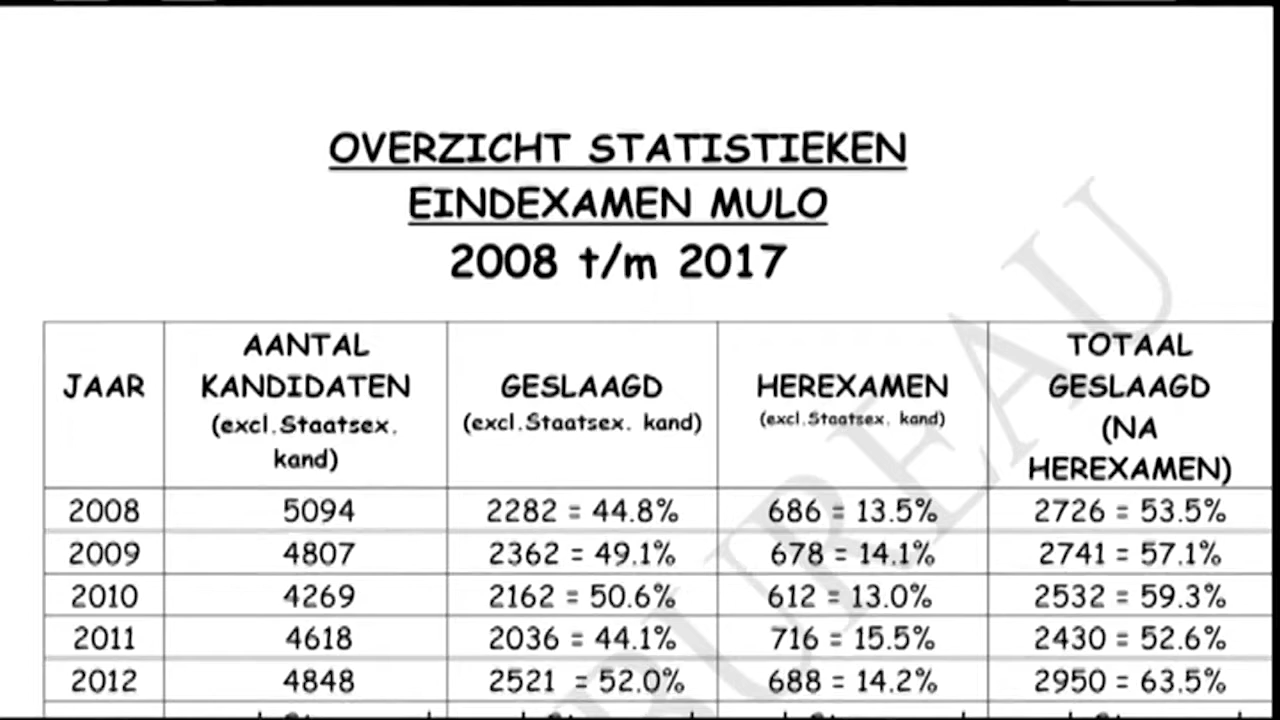 OVERZICHT STATISTIEKEN
EINDEXAMEN MULO
2008 t/m 2017
JAAR AANTAL KANDIDATEN (excl.Staatsex. kand) GESLAAGD (excl.Staatsex. kand) HEREXAMEN (excl.Staatsex. kand) TOTAAL GESLAAGD (NA HEREXAMEN)
2008 5094 2282 = 44.8% 686 = 13.5% 2726 = 53.5%
2009 4807 2362 = 49.1% 678 = 14.1% 2741 = 57.1%
2010 4269 2162 = 50.6% 612 = 13.0% 2532 = 59.3%
2011 4618 2036 = 44.1% 716 = 15.5% 2430 = 52.6%
2012 4848 2521 = 52.0% 688 = 14.2% 2950 = 63.5%
BUREAU